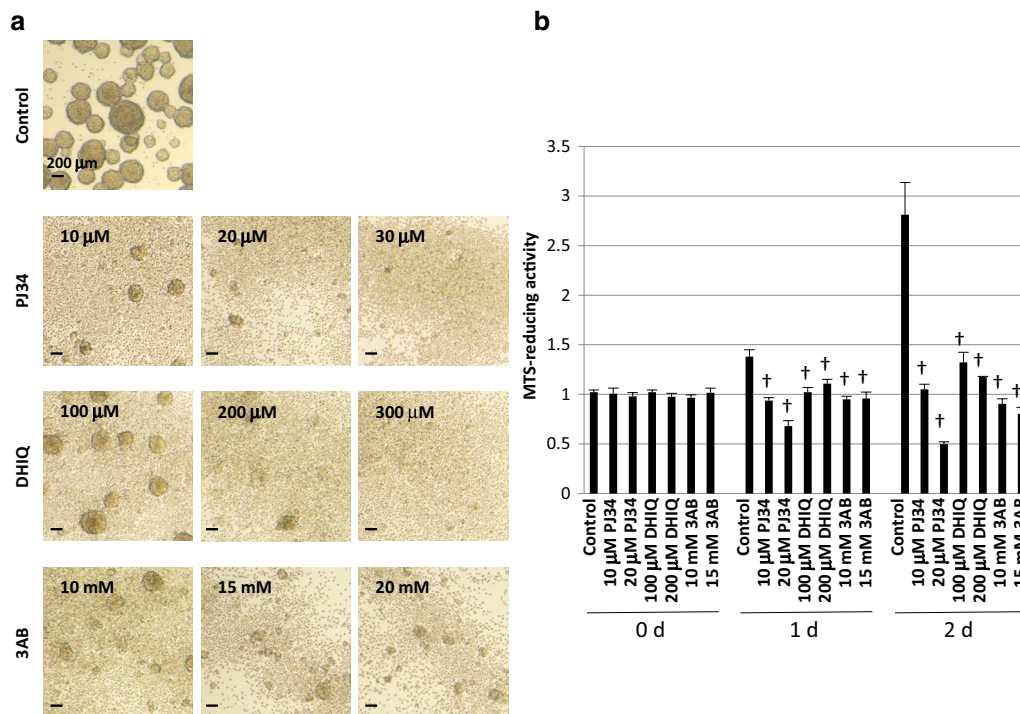 a
Control
200 µm
PJ34
10 µM
20 µM
30 µM
DHIQ
100 µM
200 µM
300 µM
3AB
10 mM
15 mM
20 mM
b
MTS-reducing activity
3.5
3
2.5
2
1.5
1
0.5
0
† † † † † †
† † † † † †
Control
10 µM PJ34
20 µM PJ34
100 µM DHIQ
200 µM DHIQ
10 mM 3AB
15 mM 3AB
Control
10 µM PJ34
20 µM PJ34
100 µM DHIQ
200 µM DHIQ
10 mM 3AB
15 mM 3AB
Control
10 µM PJ34
20 µM PJ34
100 µM DHIQ
200 µM DHIQ
10 mM 3AB
15 mM 3AB
0 d
1 d
2 d